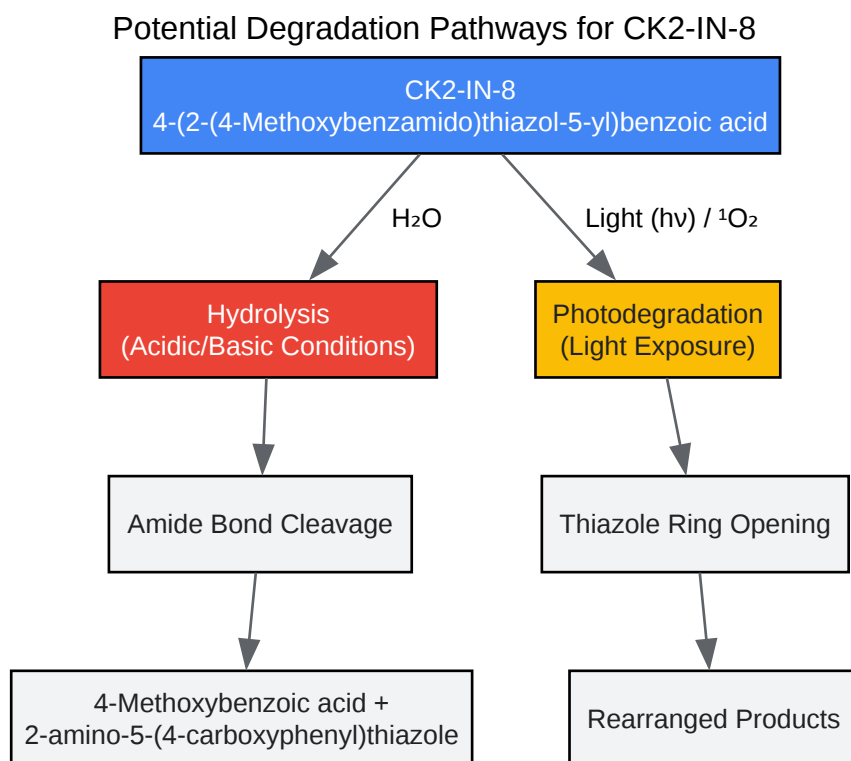 Potential Degradation Pathways for CK2-IN-8
CK2-IN-8
4-(2-(4-Methoxybenzamido)thiazol-5-yl)benzoic acid
H₂O
Light (hν) / ¹O₂
Hydrolysis
(Acidic/Basic Conditions)
Photodegradation
(Light Exposure)
Amide Bond Cleavage
Thiazole Ring Opening
4-Methoxybenzoic acid +
2-amino-5-(4-carboxyphenyl)thiazole
Rearranged Products